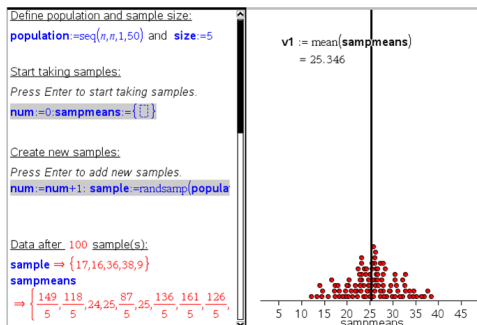 Define population and sample size:
population:=seq(n,n,1,50) and size:=5
Start taking samples:
Press Enter to start taking samples.
num:=0:sampmeans:={}
Create new samples:
Press Enter to add new samples.
num:=num+1: sample:=randsamp(popula
Data after 100 sample(s):
sample ⇒ {17,16,36,38,9}
sampmeans
⇒ {149/5, 118/5, 24, 25, 87/5, 25, 136/5, 161/5, 126/5,
v1 := mean(sampmeans)
= 25.346
5 10 15 20 25 30 35 40 45
sampmeans